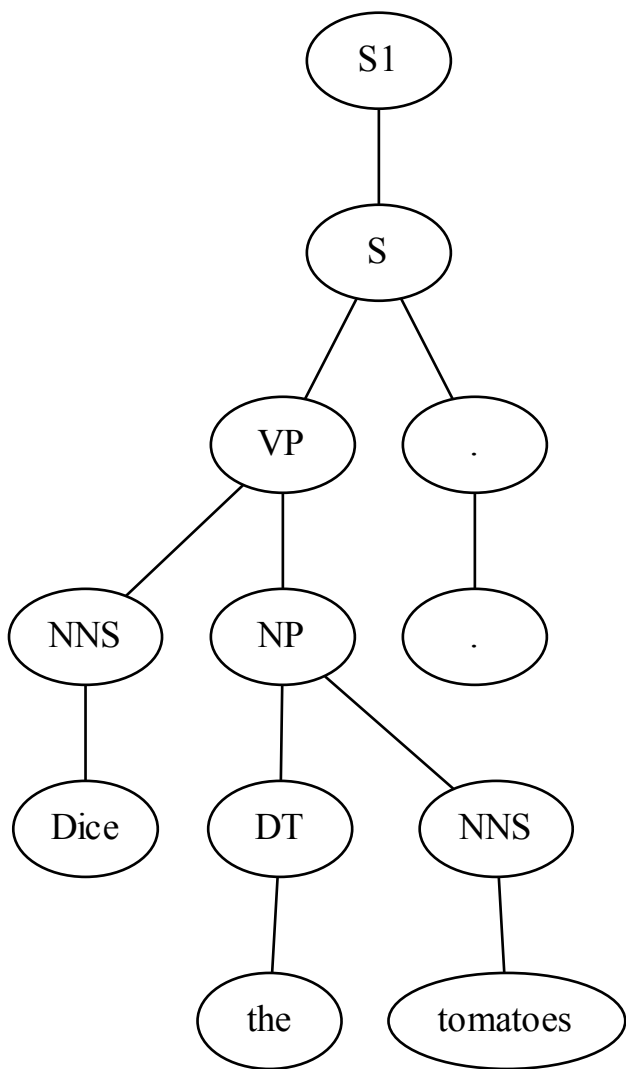 S1
S
VP .
NNS NP .
Dice DT NNS
the tomatoes